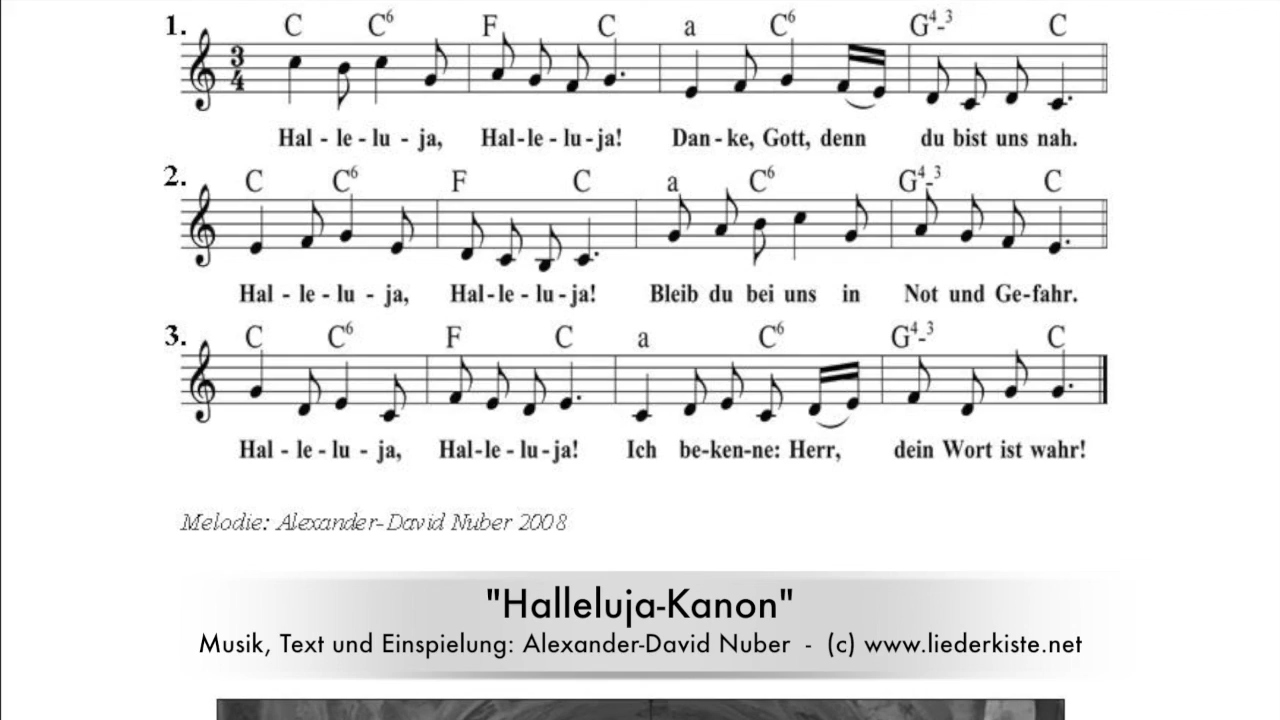 1. C C6 F C a C6 G4-3 C
3 4
Hal - le - lu - ja, Hal - le - lu - ja! Dan - ke, Gott, denn du bist uns nah.
2. C C6 F C a C6 G4-3 C
Hal - le - lu - ja, Hal - le - lu - ja! Bleib du bei uns in Not und Ge - fahr.
3. C C6 F C a C6 G4-3 C
Hal - le - lu - ja, Hal - le - lu - ja! Ich be - ken - ne: Herr, dein Wort ist wahr!
Melodie: Alexander-David Nuber 2008
"Halleluja-Kanon"
Musik, Text und Einspielung: Alexander-David Nuber - (c) www.liederkiste.net